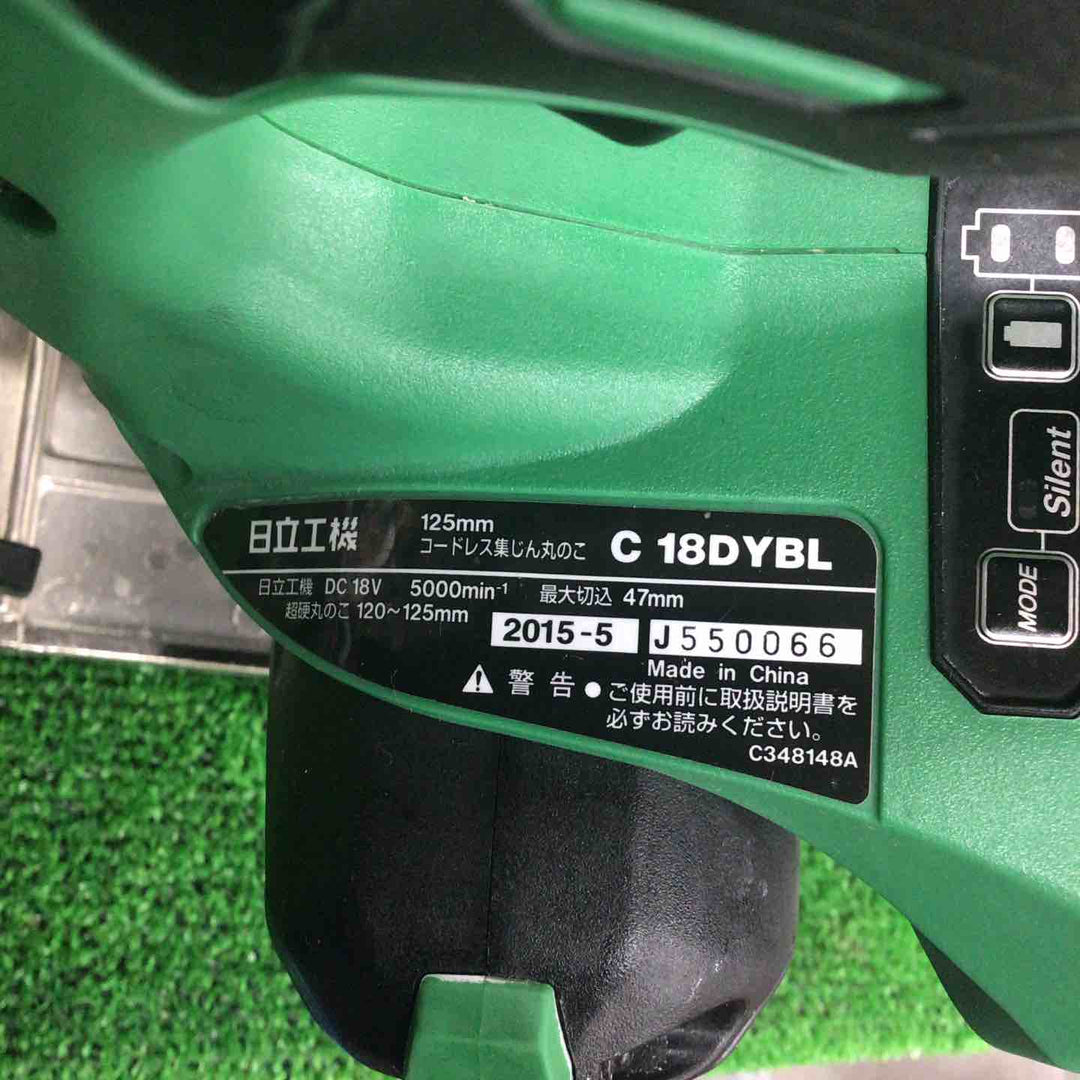 日立工機
125mm
コードレス集じん丸のこ
C 18DYBL
日立工機 DC 18V 5000min⁻¹ 最大切込 47mm
超硬丸のこ 120～125mm
2015-5 J550066
Made in China
警告 ● ご使用前に取扱説明書を
必ずお読みください。
C348148A
Silent
MODE